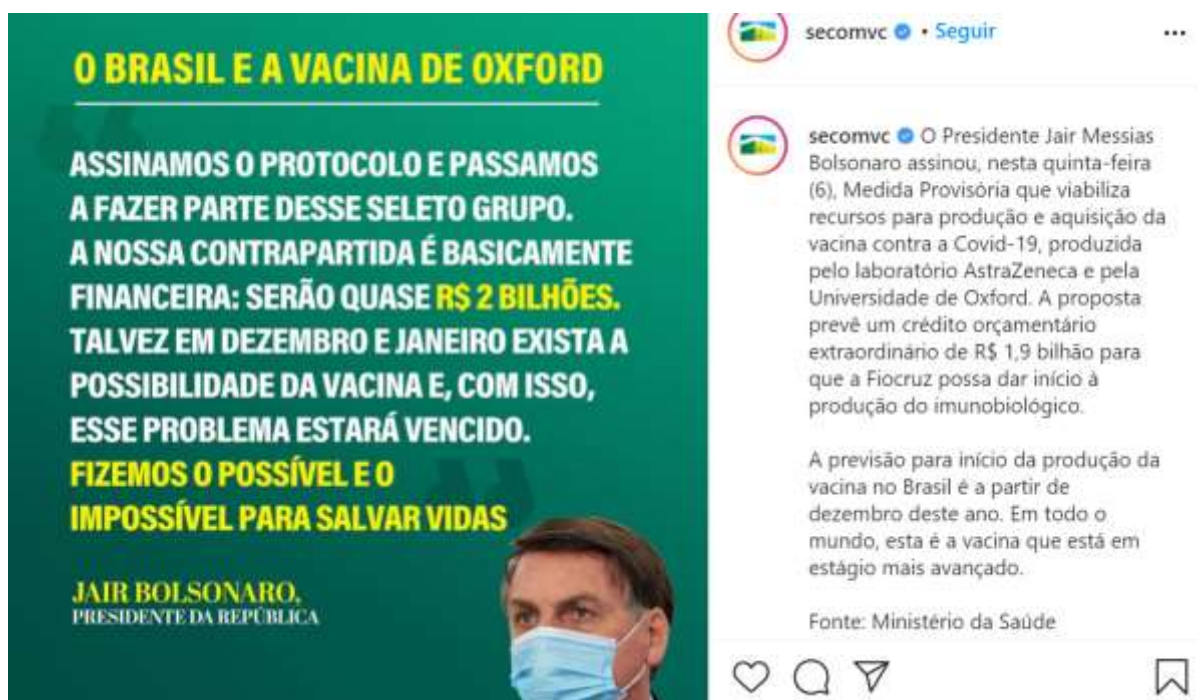 O BRASIL E A VACINA DE OXFORD
ASSINAMOS O PROTOCOLO E PASSAMOS
A FAZER PARTE DESSE SELETO GRUPO.
A NOSSA CONTRAPARTIDA É BASICAMENTE
FINANCEIRA: SERÃO QUASE R$ 2 BILHÕES.
TALVEZ EM DEZEMBRO E JANEIRO EXISTA A
POSSIBILIDADE DA VACINA E, COM ISSO,
ESSE PROBLEMA ESTARÁ VENCIDO.
FIZEMOS O POSSÍVEL E O
IMPOSSÍVEL PARA SALVAR VIDAS
JAIR BOLSONARO,
PRESIDENTE DA REPÚBLICA
secomvc • Seguir
secomvc O Presidente Jair Messias
Bolsonaro assinou, nesta quinta-feira
(6), Medida Provisória que viabiliza
recursos para produção e aquisição da
vacina contra a Covid-19, produzida
pelo laboratório AstraZeneca e pela
Universidade de Oxford. A proposta
prevê um crédito orçamentário
extraordinário de R$ 1,9 bilhão para
que a Fiocruz possa dar início à
produção do imunobiológico.
A previsão para início da produção da
vacina no Brasil é a partir de
dezembro deste ano. Em todo o
mundo, esta é a vacina que está em
estágio mais avançado.
Fonte: Ministério da Saúde